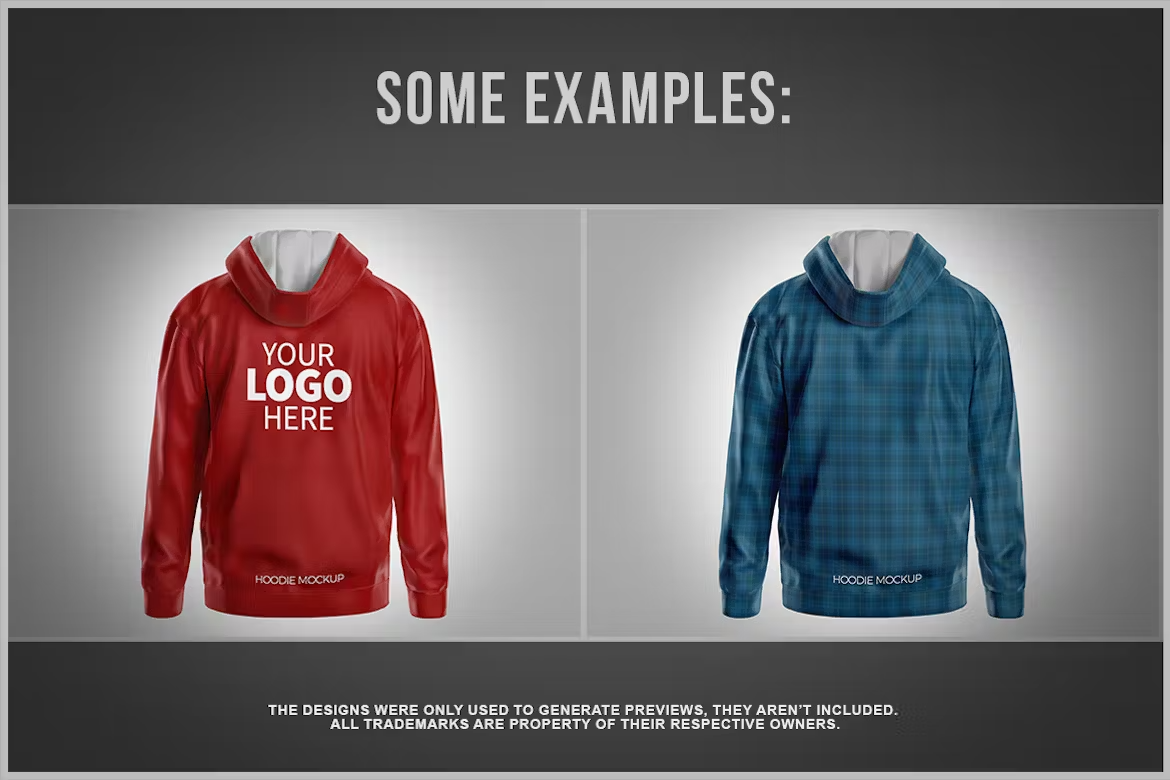 SOME EXAMPLES:
YOUR
LOGO
HERE
HOODIE MOCKUP
HOODIE MOCKUP
THE DESIGNS WERE ONLY USED TO GENERATE PREVIEWS, THEY AREN'T INCLUDED.
ALL TRADEMARKS ARE PROPERTY OF THEIR RESPECTIVE OWNERS.